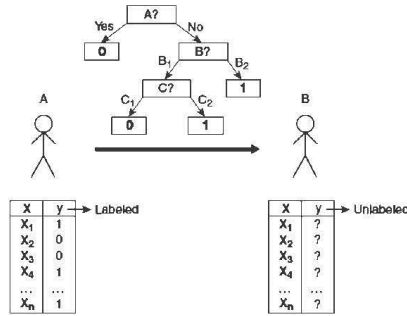 A?
Yes No
0 B?
B₁ B₂
C? 1
C₁ C₂
0 1
A B
X y Labeled
X₁ 1
X₂ 0
X₃ 0
X₄ 1
... ...
Xₙ 1
X y Unlabeled
X₁ ?
X₂ ?
X₃ ?
X₄ ?
... ...
Xₙ ?